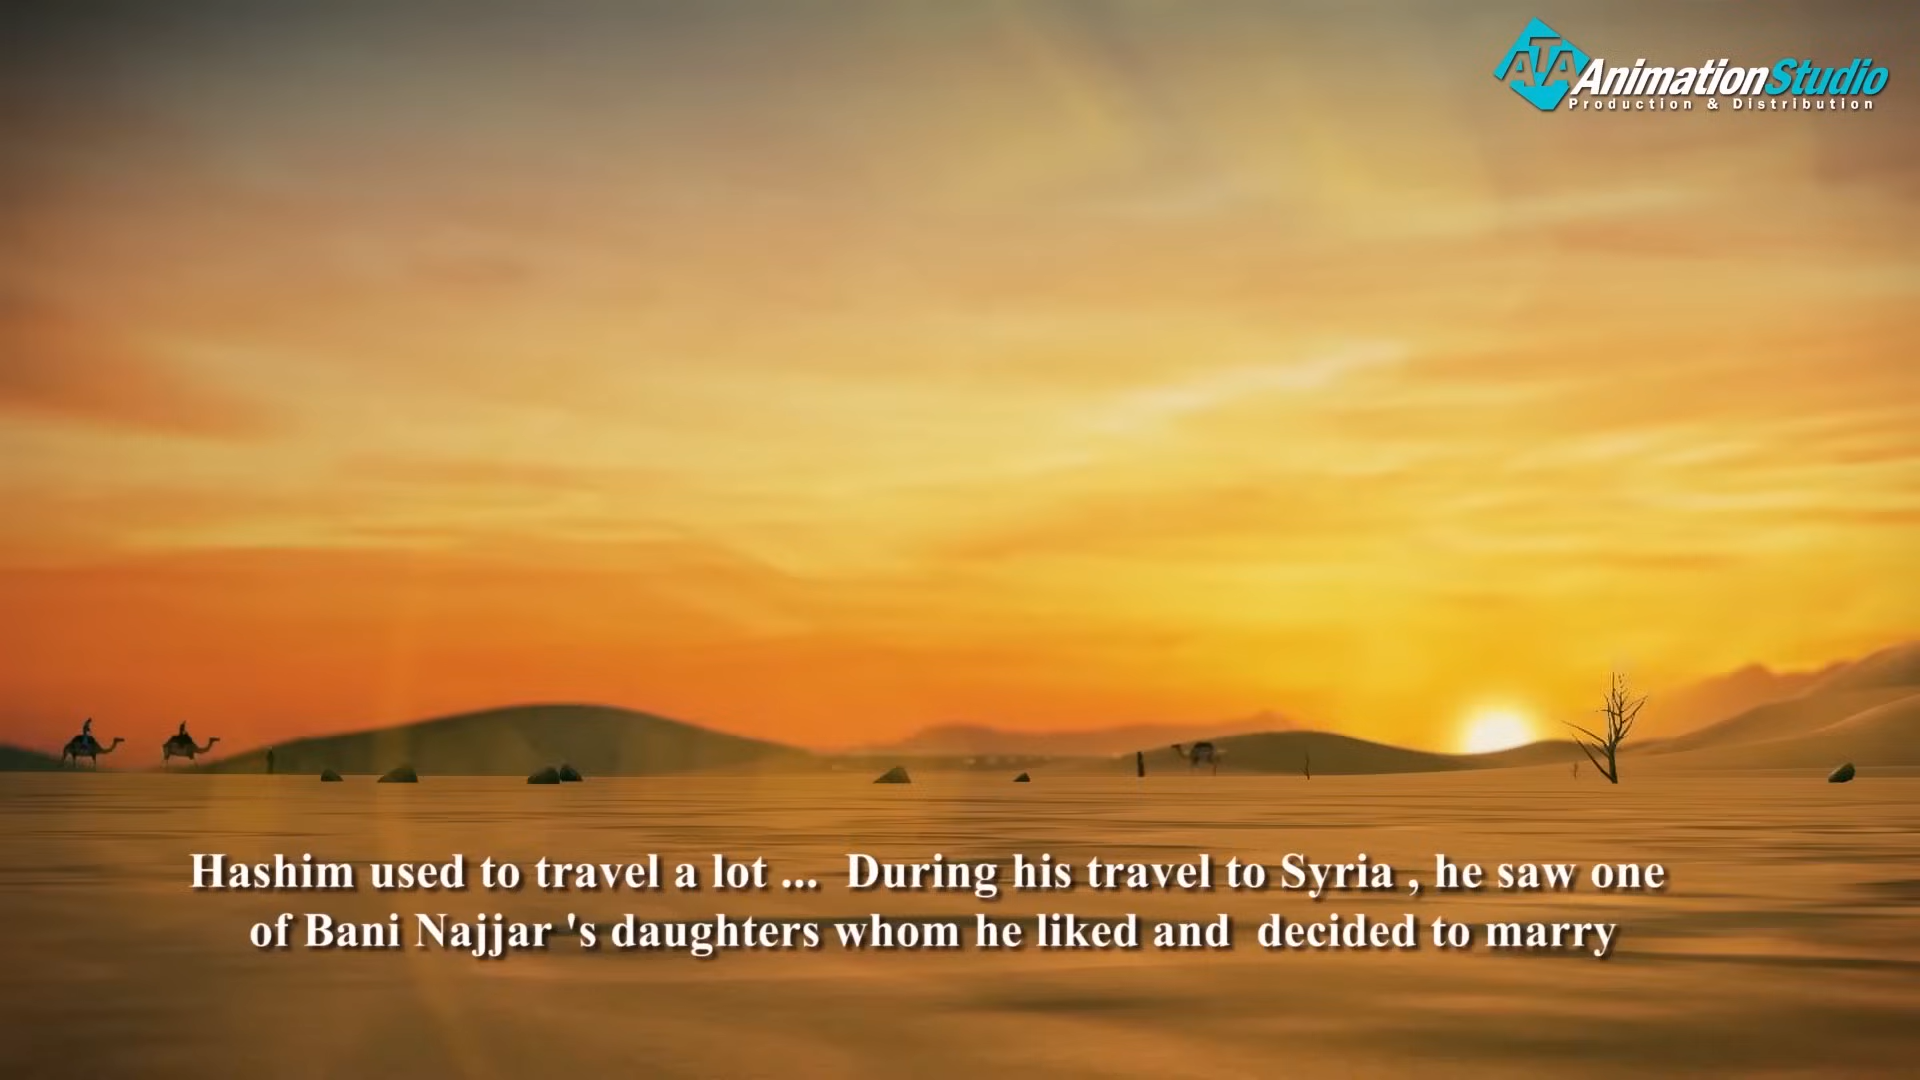 ATA AnimationStudio
Production & Distribution
Hashim used to travel a lot ...  During his travel to Syria , he saw one
of Bani Najjar 's daughters whom he liked and  decided to marry